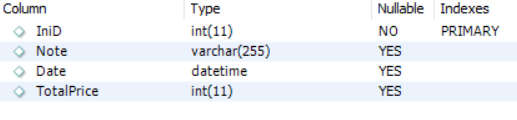 Column Type Nullable Indexes
IniD int(11) NO PRIMARY
Note varchar(255) YES
Date datetime YES
TotalPrice int(11) YES